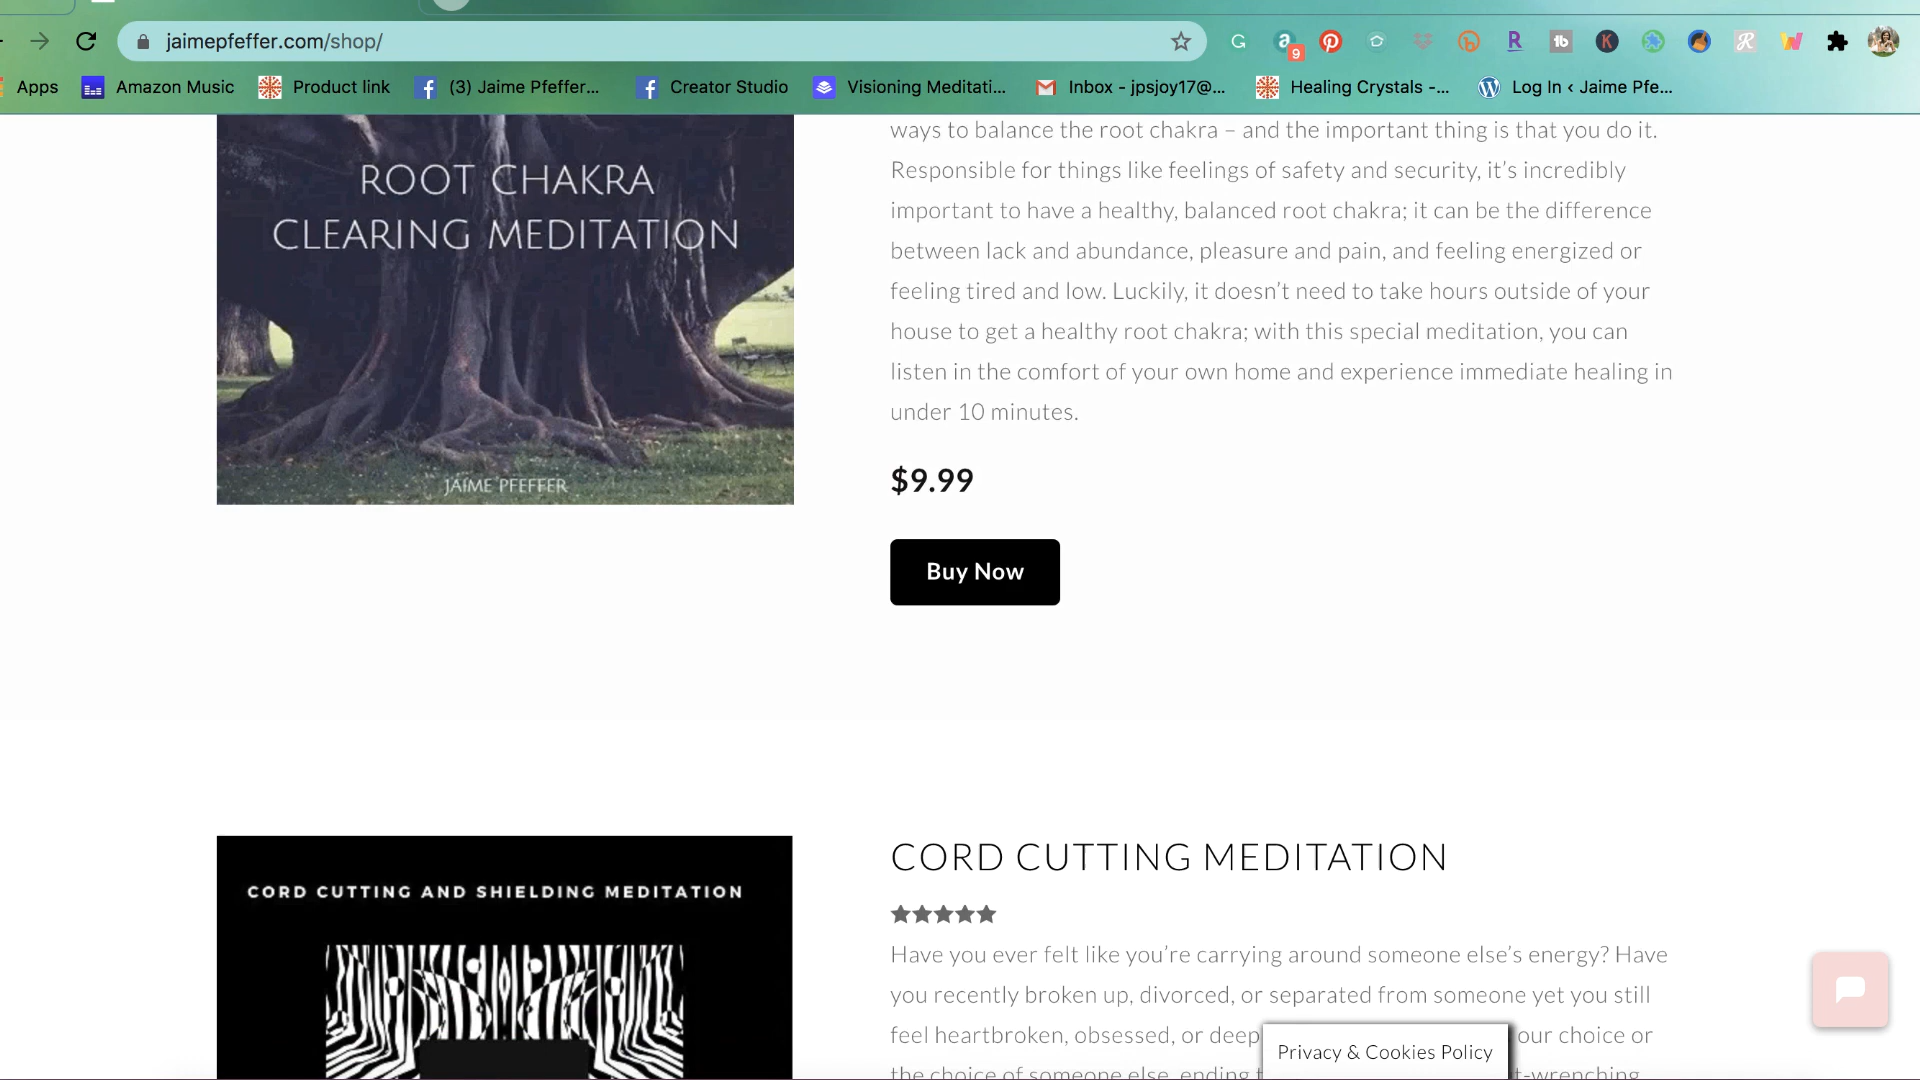 jaimepfeffer.com/shop/
9
Apps
Amazon Music
Product link
(3) Jaime Pfeffer...
Creator Studio
Visioning Meditati...
Inbox - jpsjoy17@...
Healing Crystals -...
Log In ‹ Jaime Pfe...
ROOT CHAKRA
CLEARING MEDITATION
JAIME PFEFFER
ways to balance the root chakra – and the important thing is that you do it.
Responsible for things like feelings of safety and security, it’s incredibly
important to have a healthy, balanced root chakra; it can be the difference
between lack and abundance, pleasure and pain, and feeling energized or
feeling tired and low. Luckily, it doesn’t need to take hours outside of your
house to get a healthy root chakra; with this special meditation, you can
listen in the comfort of your own home and experience immediate healing in
under 10 minutes.
$9.99
Buy Now
CORD CUTTING AND SHIELDING MEDITATION
CORD CUTTING MEDITATION
Have you ever felt like you’re carrying around someone else’s energy? Have
you recently broken up, divorced, or separated from someone yet you still
feel heartbroken, obsessed, or deep our choice or
the choice of someone else, ending t-wrenching
Privacy & Cookies Policy